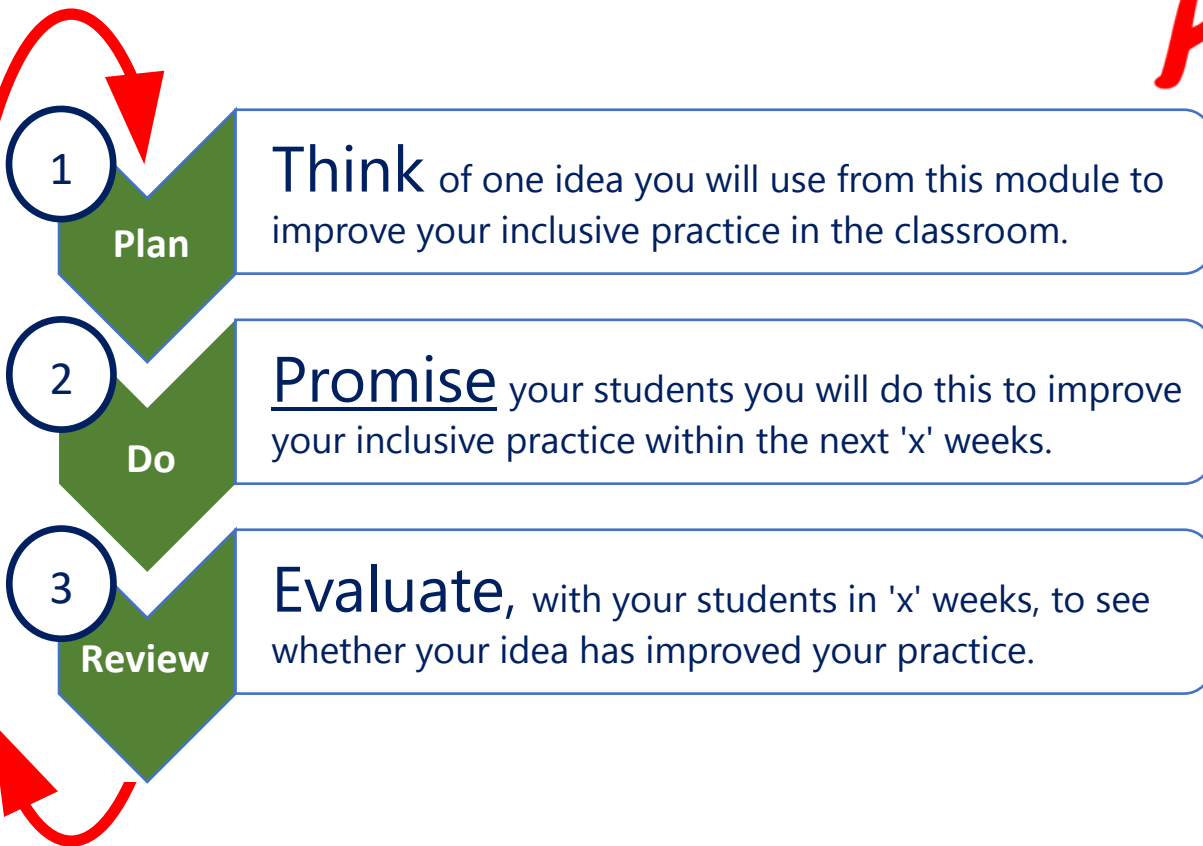 1
Plan
Think of one idea you will use from this module to
improve your inclusive practice in the classroom.
2
Do
Promise your students you will do this to improve
your inclusive practice within the next 'x' weeks.
3
Review
Evaluate, with your students in 'x' weeks, to see
whether your idea has improved your practice.